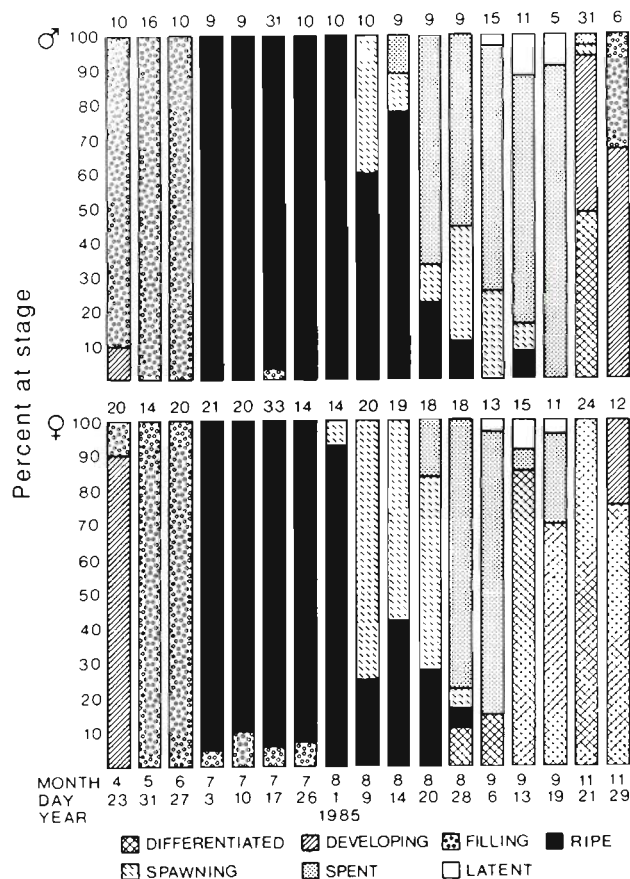 10 16 10 9 9 31 10 10 10 9 9 9 15 11 5 31 6
♂
100
90
80
70
60
50
40
30
20
10
Percent at stage
20 14 20 21 20 33 14 14 20 19 18 18 13 15 11 24 12
♀
100
90
80
70
60
50
40
30
20
10
MONTH 4 5 6 7 7 7 7 8 8 8 8 8 9 9 9 11 11
DAY 23 31 27 3 10 17 26 1 9 14 20 28 6 13 19 21 29
YEAR 1985
DIFFERENTIATED DEVELOPING FILLING RIPE
SPAWNING SPENT LATENT